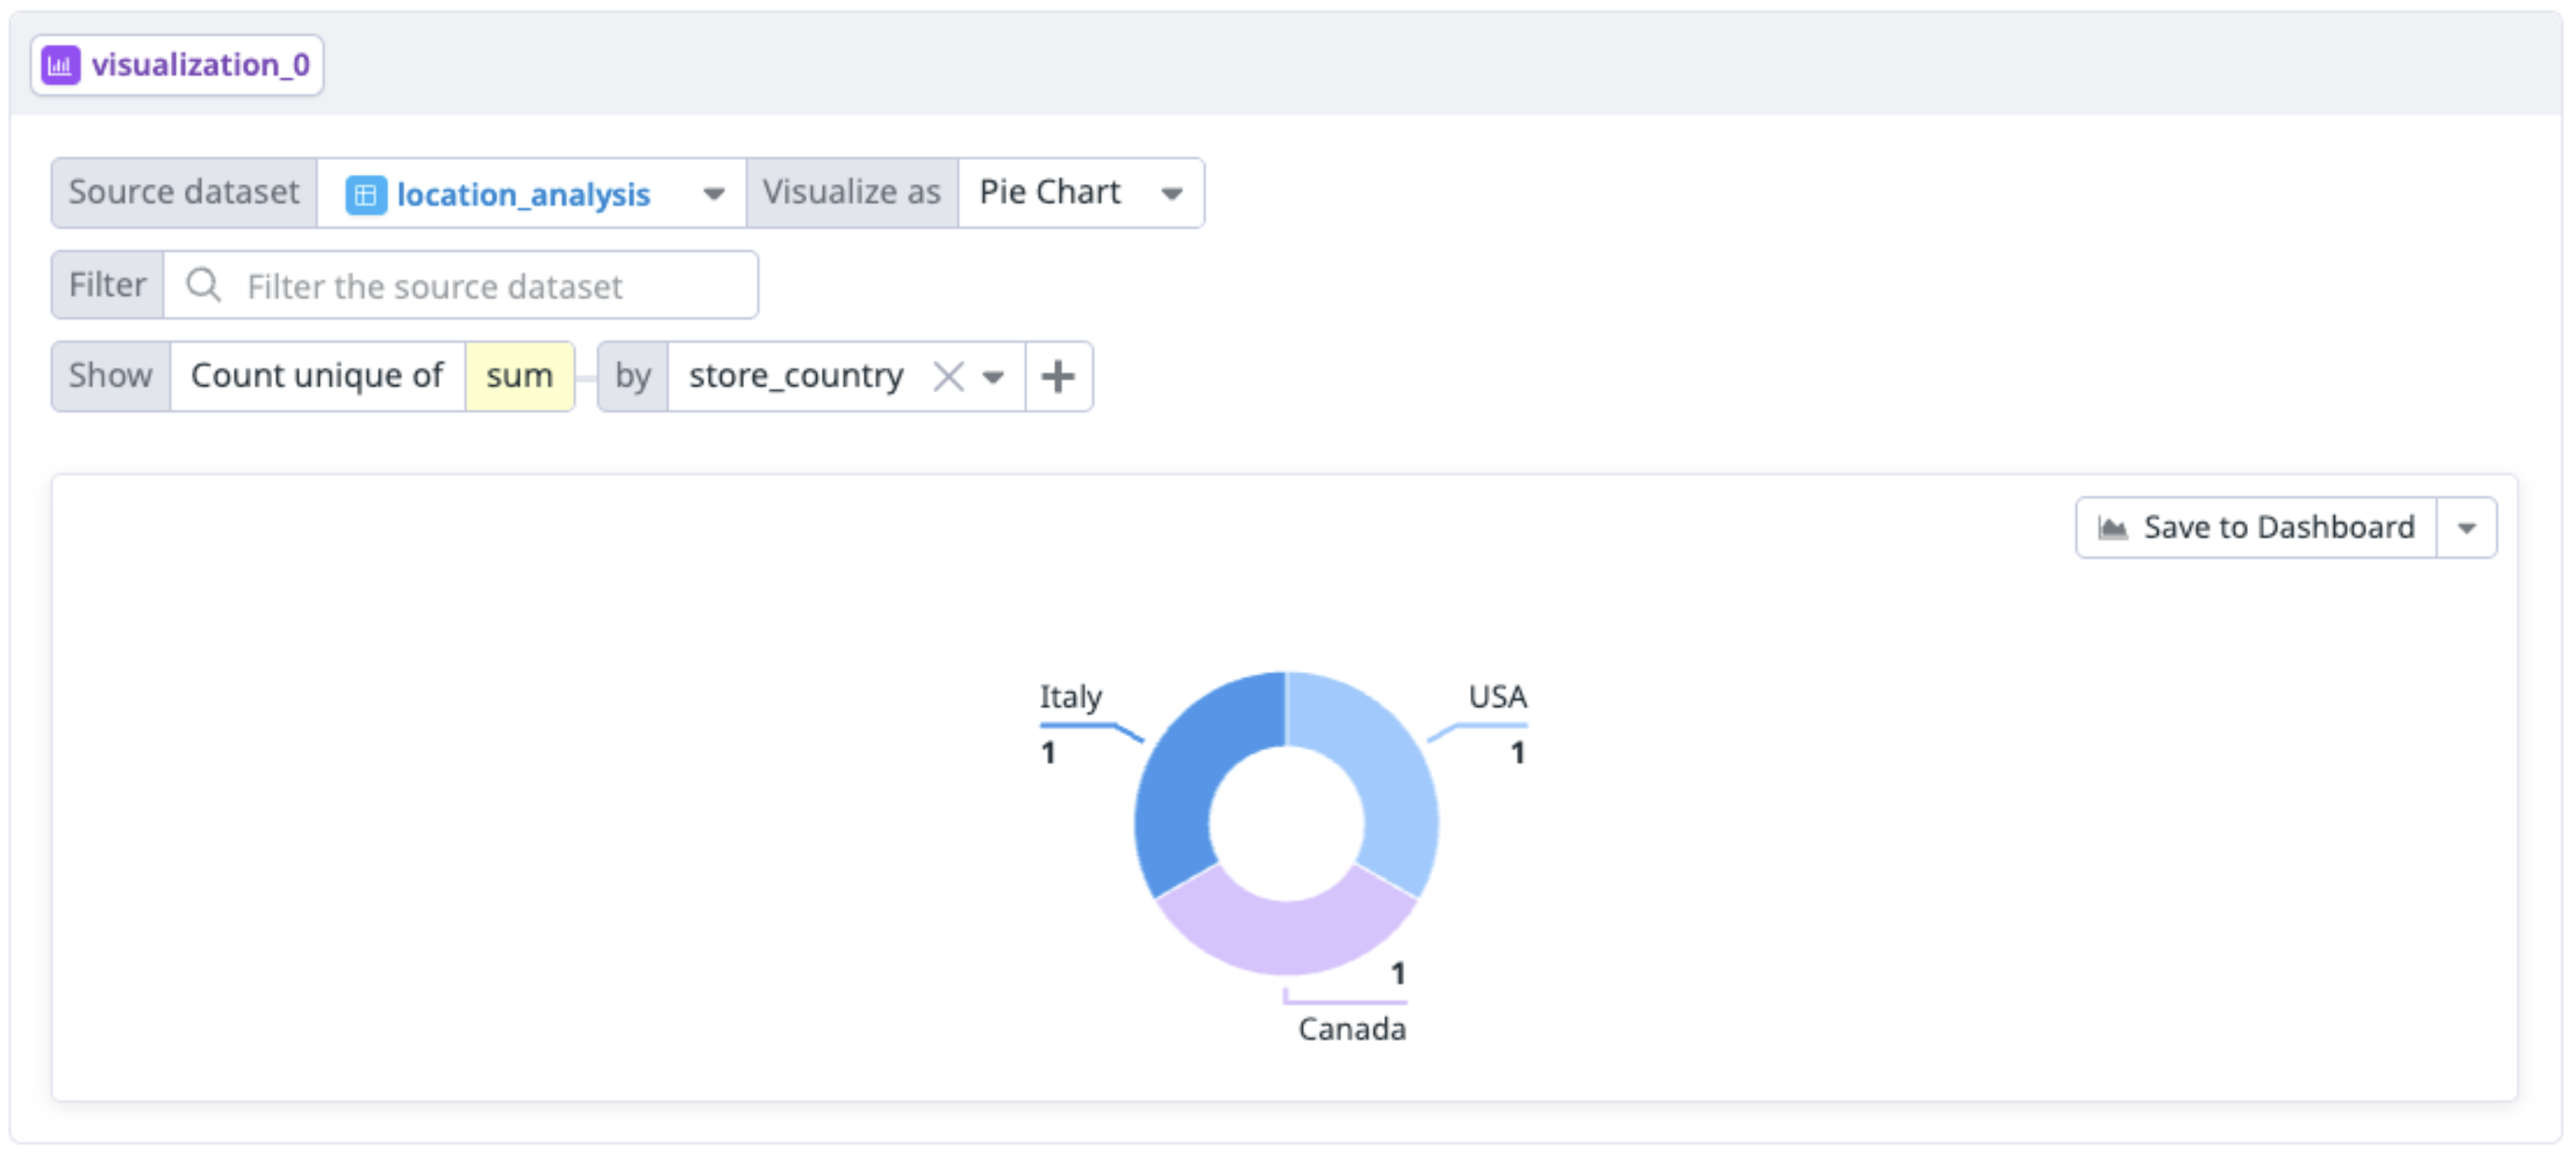 visualization_0
Source dataset location_analysis Visualize as Pie Chart
Filter Filter the source dataset
Show Count unique of sum by store_country
Save to Dashboard
Italy
1
USA
1
1
Canada